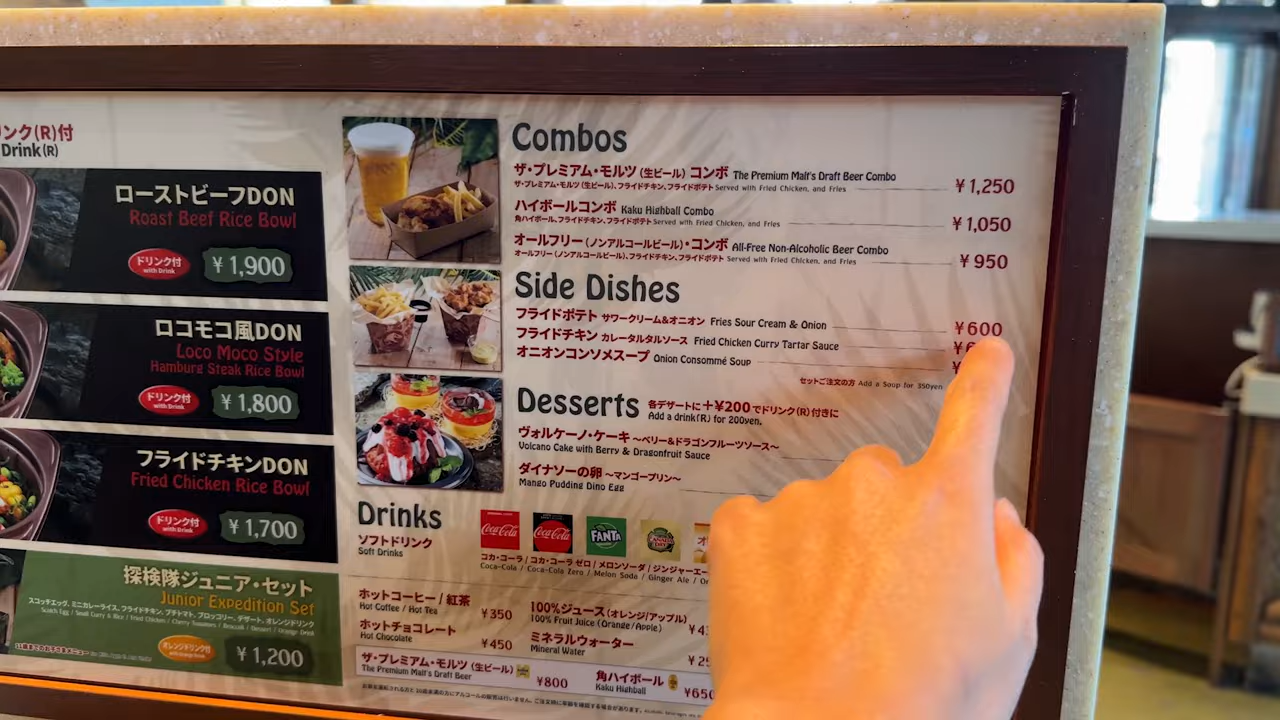 ンク(R)付
Drink(R)
ローストビーフDON
Roast Beef Rice Bowl
ドリンク付
with Drink
¥1,900
ロコモコ風DON
Loco Moco Style
Hamburg Steak Rice Bowl
ドリンク付
with Drink
¥1,800
フライドチキンDON
Fried Chicken Rice Bowl
ドリンク付
with Drink
¥1,700
探検隊ジュニア・セット
Junior Expedition Set
スコッチエッグ、ミニカレーライス、フライドチキン、プチトマト、ブロッコリー、デザート、オレンジドリンク
Scotch Egg / Small Curry & Rice / Fried Chicken / Cherry Tomatoes / Broccoli / Dessert / Orange Drink
オレンジドリンク付
¥1,200
Combos
ザ・プレミアム・モルツ(生ビール)コンボ The Premium Malt's Draft Beer Combo
ザ・プレミアム・モルツ(生ビール)、フライドチキン、フライドポテト Served with Fried Chicken, and Fries ¥1,250
ハイボールコンボ Kaku Highball Combo
角ハイボール、フライドチキン、フライドポテト Served with Fried Chicken, and Fries ¥1,050
オールフリー(ノンアルコールビール)・コンボ All-Free Non-Alcoholic Beer Combo
オールフリー(ノンアルコールビール)、フライドチキン、フライドポテト Served with Fried Chicken, and Fries ¥950
Side Dishes
フライドポテト サワークリーム&オニオン Fries Sour Cream & Onion ¥600
フライドチキン カレータルタルソース Fried Chicken Curry Tartar Sauce ¥
オニオンコンソメスープ Onion Consommé Soup ¥
セットご注文の方 Add a Soup for 350yen
Desserts 各デザートに+¥200でドリンク(R)付きに
Add a drink(R) for 200yen.
ヴォルケーノ・ケーキ ~ベリー&ドラゴンフルーツソース~
Volcano Cake with Berry & Dragonfruit Sauce
ダイナソーの卵 ~マンゴープリン~
Mango Pudding Dino Egg
Drinks
ソフトドリンク
Soft Drinks
Coca-Cola
Coca-Cola
FANTA
CANADA DRY
コカ・コーラ / コカ・コーラ ゼロ / メロンソーダ / ジンジャーエー
Coca-Cola / Coca-Cola Zero / Melon Soda / Ginger Ale / Or
ホットコーヒー / 紅茶
Hot Coffee / Hot Tea ¥350
100%ジュース(オレンジ/アップル)
100% Fruit Juice (Orange/Apple)
ホットチョコレート
Hot Chocolate ¥450
ミネラルウォーター
Mineral Water
ザ・プレミアム・モルツ(生ビール)
The Premium Malt's Draft Beer ¥800
角ハイボール
Kaku Highball ¥650